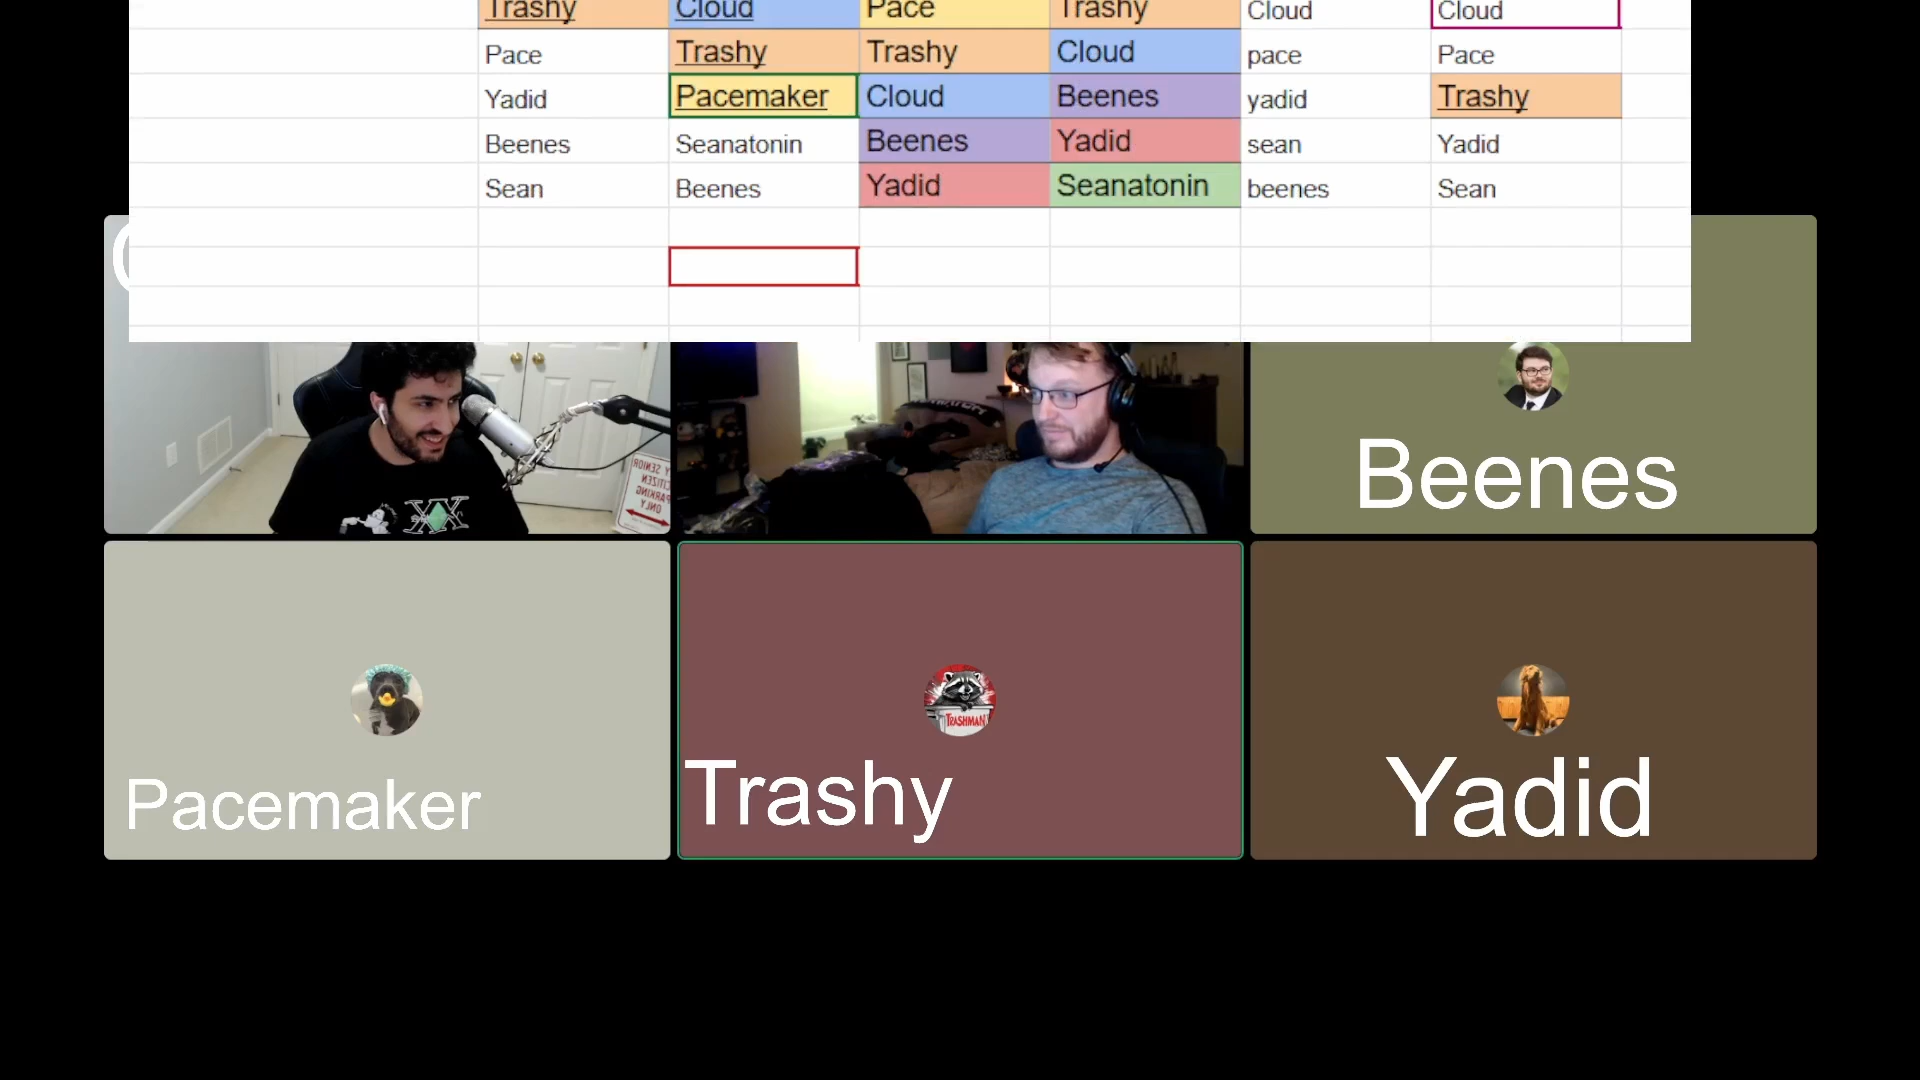 Trashy Cloud Pace Trashy Cloud Cloud
Pace Trashy Trashy Cloud pace Pace
Yadid Pacemaker Cloud Beenes yadid Trashy
Beenes Seanatonin Beenes Yadid sean Yadid
Sean Beenes Yadid Seanatonin beenes Sean
Beenes
Pacemaker
TRASHMAN
Trashy
Yadid